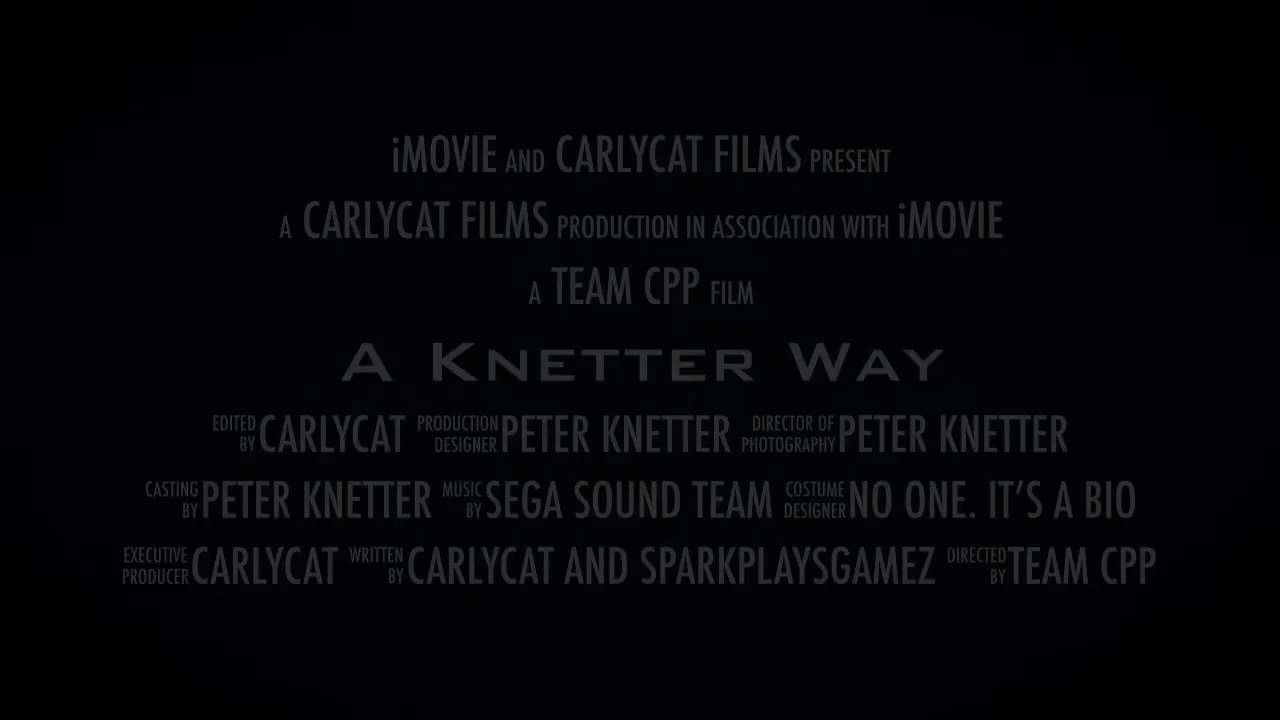 iMOVIE AND CARLYCAT FILMS PRESENT
A CARLYCAT FILMS PRODUCTION IN ASSOCIATION WITH iMOVIE
A TEAM CPP FILM
A KNETTER WAY
EDITED BY CARLYCAT PRODUCTION DESIGNER PETER KNETTER DIRECTOR OF PHOTOGRAPHY PETER KNETTER
CASTING BY PETER KNETTER MUSIC BY SEGA SOUND TEAM COSTUME DESIGNER NO ONE. IT'S A BIO
EXECUTIVE PRODUCER CARLYCAT WRITTEN BY CARLYCAT AND SPARKPLAYSGAMEZ DIRECTED BY TEAM CPP